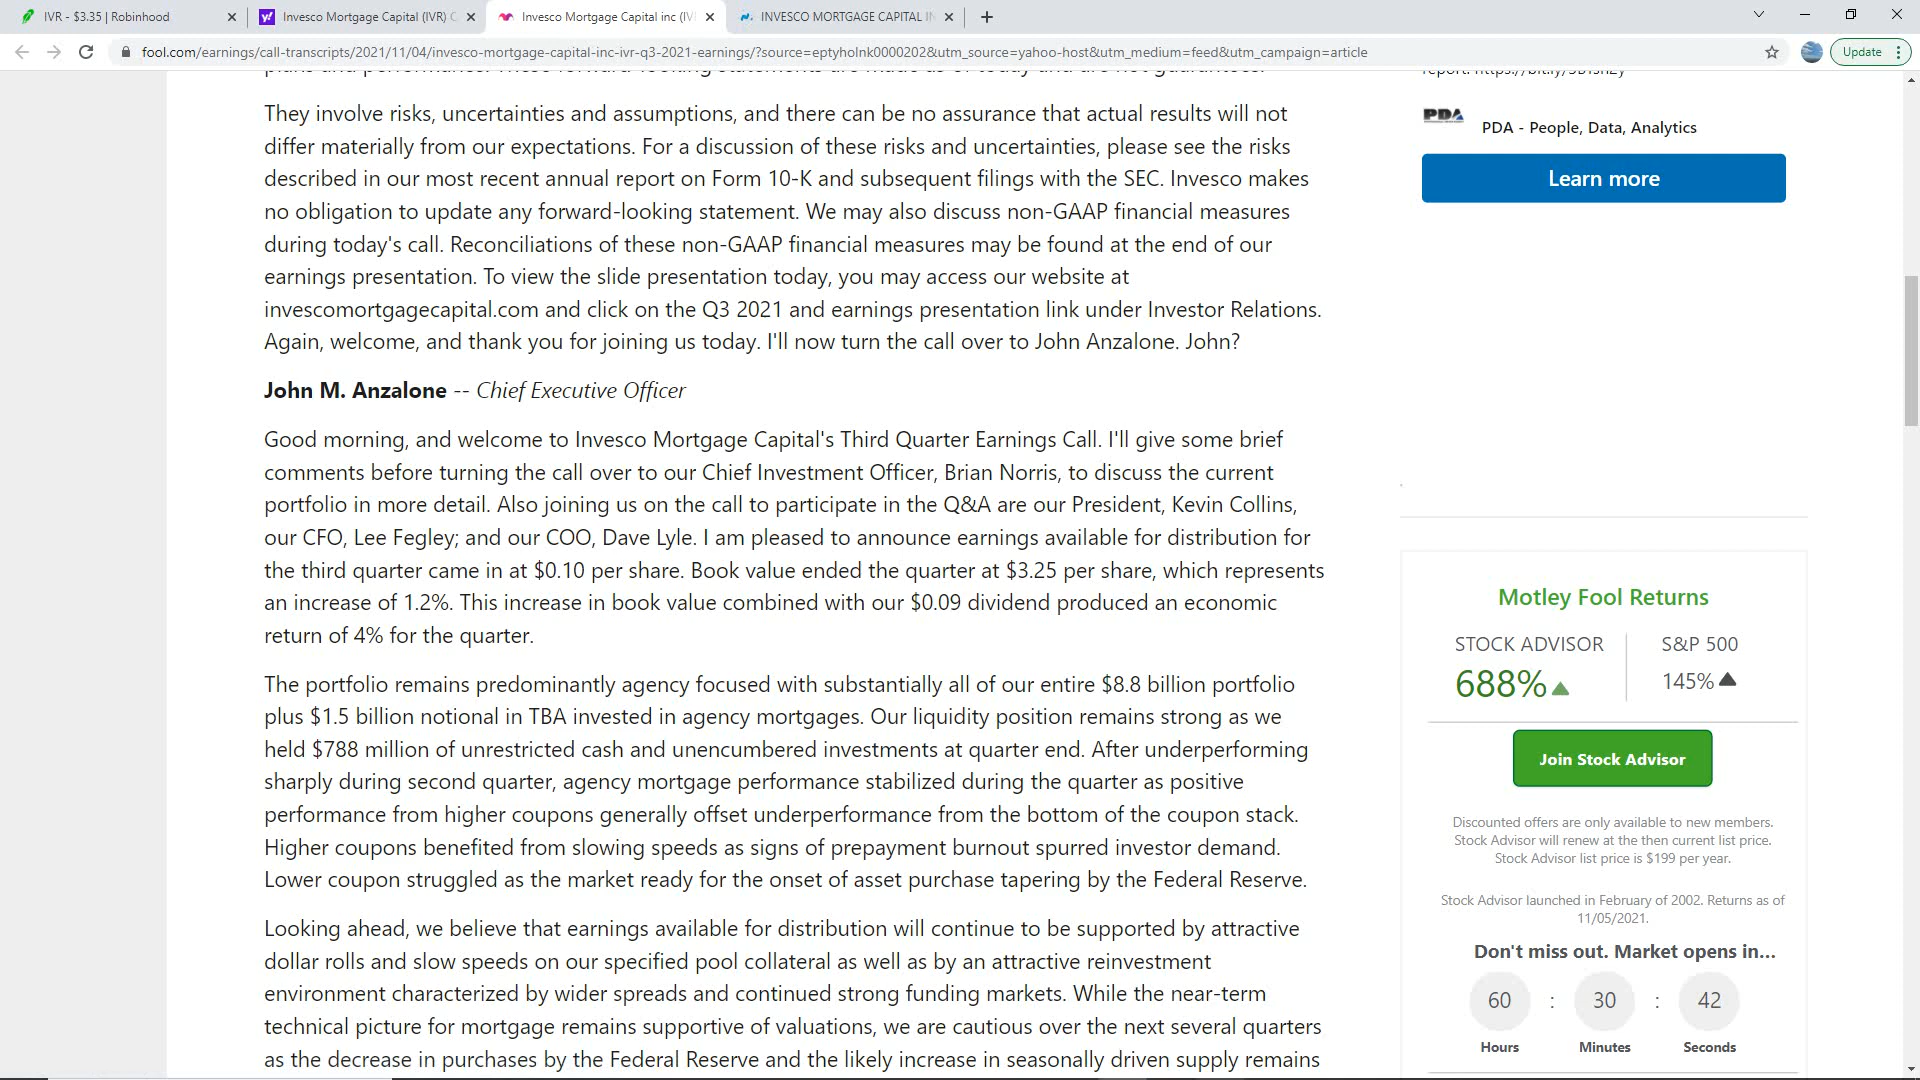 IVR - $3.35 | Robinhood
Invesco Mortgage Capital (IVR) C
Invesco Mortgage Capital inc (IV
INVESCO MORTGAGE CAPITAL IN
fool.com/earnings/call-transcripts/2021/11/04/invesco-mortgage-capital-inc-ivr-q3-2021-earnings/?source=eptyholnk0000202&utm_source=yahoo-host&utm_medium=feed&utm_campaign=article
Update
plans and performance. These forward-looking statements are made as of today and are not guarantees.
They involve risks, uncertainties and assumptions, and there can be no assurance that actual results will not
differ materially from our expectations. For a discussion of these risks and uncertainties, please see the risks
described in our most recent annual report on Form 10-K and subsequent filings with the SEC. Invesco makes
no obligation to update any forward-looking statement. We may also discuss non-GAAP financial measures
during today's call. Reconciliations of these non-GAAP financial measures may be found at the end of our
earnings presentation. To view the slide presentation today, you may access our website at
invescomortgagecapital.com and click on the Q3 2021 and earnings presentation link under Investor Relations.
Again, welcome, and thank you for joining us today. I'll now turn the call over to John Anzalone. John?
John M. Anzalone -- Chief Executive Officer
Good morning, and welcome to Invesco Mortgage Capital's Third Quarter Earnings Call. I'll give some brief
comments before turning the call over to our Chief Investment Officer, Brian Norris, to discuss the current
portfolio in more detail. Also joining us on the call to participate in the Q&A are our President, Kevin Collins,
our CFO, Lee Fegley; and our COO, Dave Lyle. I am pleased to announce earnings available for distribution for
the third quarter came in at $0.10 per share. Book value ended the quarter at $3.25 per share, which represents
an increase of 1.2%. This increase in book value combined with our $0.09 dividend produced an economic
return of 4% for the quarter.
The portfolio remains predominantly agency focused with substantially all of our entire $8.8 billion portfolio
plus $1.5 billion notional in TBA invested in agency mortgages. Our liquidity position remains strong as we
held $788 million of unrestricted cash and unencumbered investments at quarter end. After underperforming
sharply during second quarter, agency mortgage performance stabilized during the quarter as positive
performance from higher coupons generally offset underperformance from the bottom of the coupon stack.
Higher coupons benefited from slowing speeds as signs of prepayment burnout spurred investor demand.
Lower coupon struggled as the market ready for the onset of asset purchase tapering by the Federal Reserve.
Looking ahead, we believe that earnings available for distribution will continue to be supported by attractive
dollar rolls and slow speeds on our specified pool collateral as well as by an attractive reinvestment
environment characterized by wider spreads and continued strong funding markets. While the near-term
technical picture for mortgage remains supportive of valuations, we are cautious over the next several quarters
as the decrease in purchases by the Federal Reserve and the likely increase in seasonally driven supply remains
PDA
PDA - People, Data, Analytics
Learn more
Motley Fool Returns
STOCK ADVISOR
S&P 500
688%
145%
Join Stock Advisor
Discounted offers are only available to new members.
Stock Advisor will renew at the then current list price.
Stock Advisor list price is $199 per year.
Stock Advisor launched in February of 2002. Returns as of
11/05/2021.
Don't miss out. Market opens in...
60 : 30 : 42
Hours Minutes Seconds